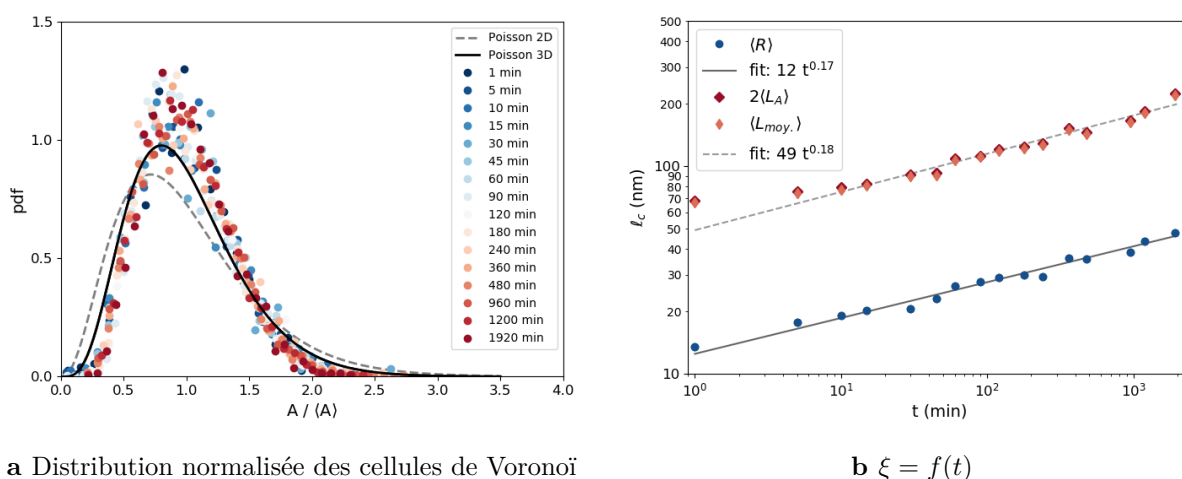 1.5
1.0
0.5
0.0
pdf
0.0 0.5 1.0 1.5 2.0 2.5 3.0 3.5 4.0
A / ⟨A⟩
Poisson 2D
Poisson 3D
1 min
5 min
10 min
15 min
30 min
45 min
60 min
90 min
120 min
180 min
240 min
360 min
480 min
960 min
1200 min
1920 min
a Distribution normalisée des cellules de Voronoï
500
400
300
200
100
90
80
70
60
50
40
30
20
10
ℓc (nm)
10⁰ 10¹ 10² 10³
t (min)
⟨R⟩
fit: 12 t^0.17
2⟨L_A⟩
⟨L_moy.⟩
fit: 49 t^0.18
b ξ = f(t)